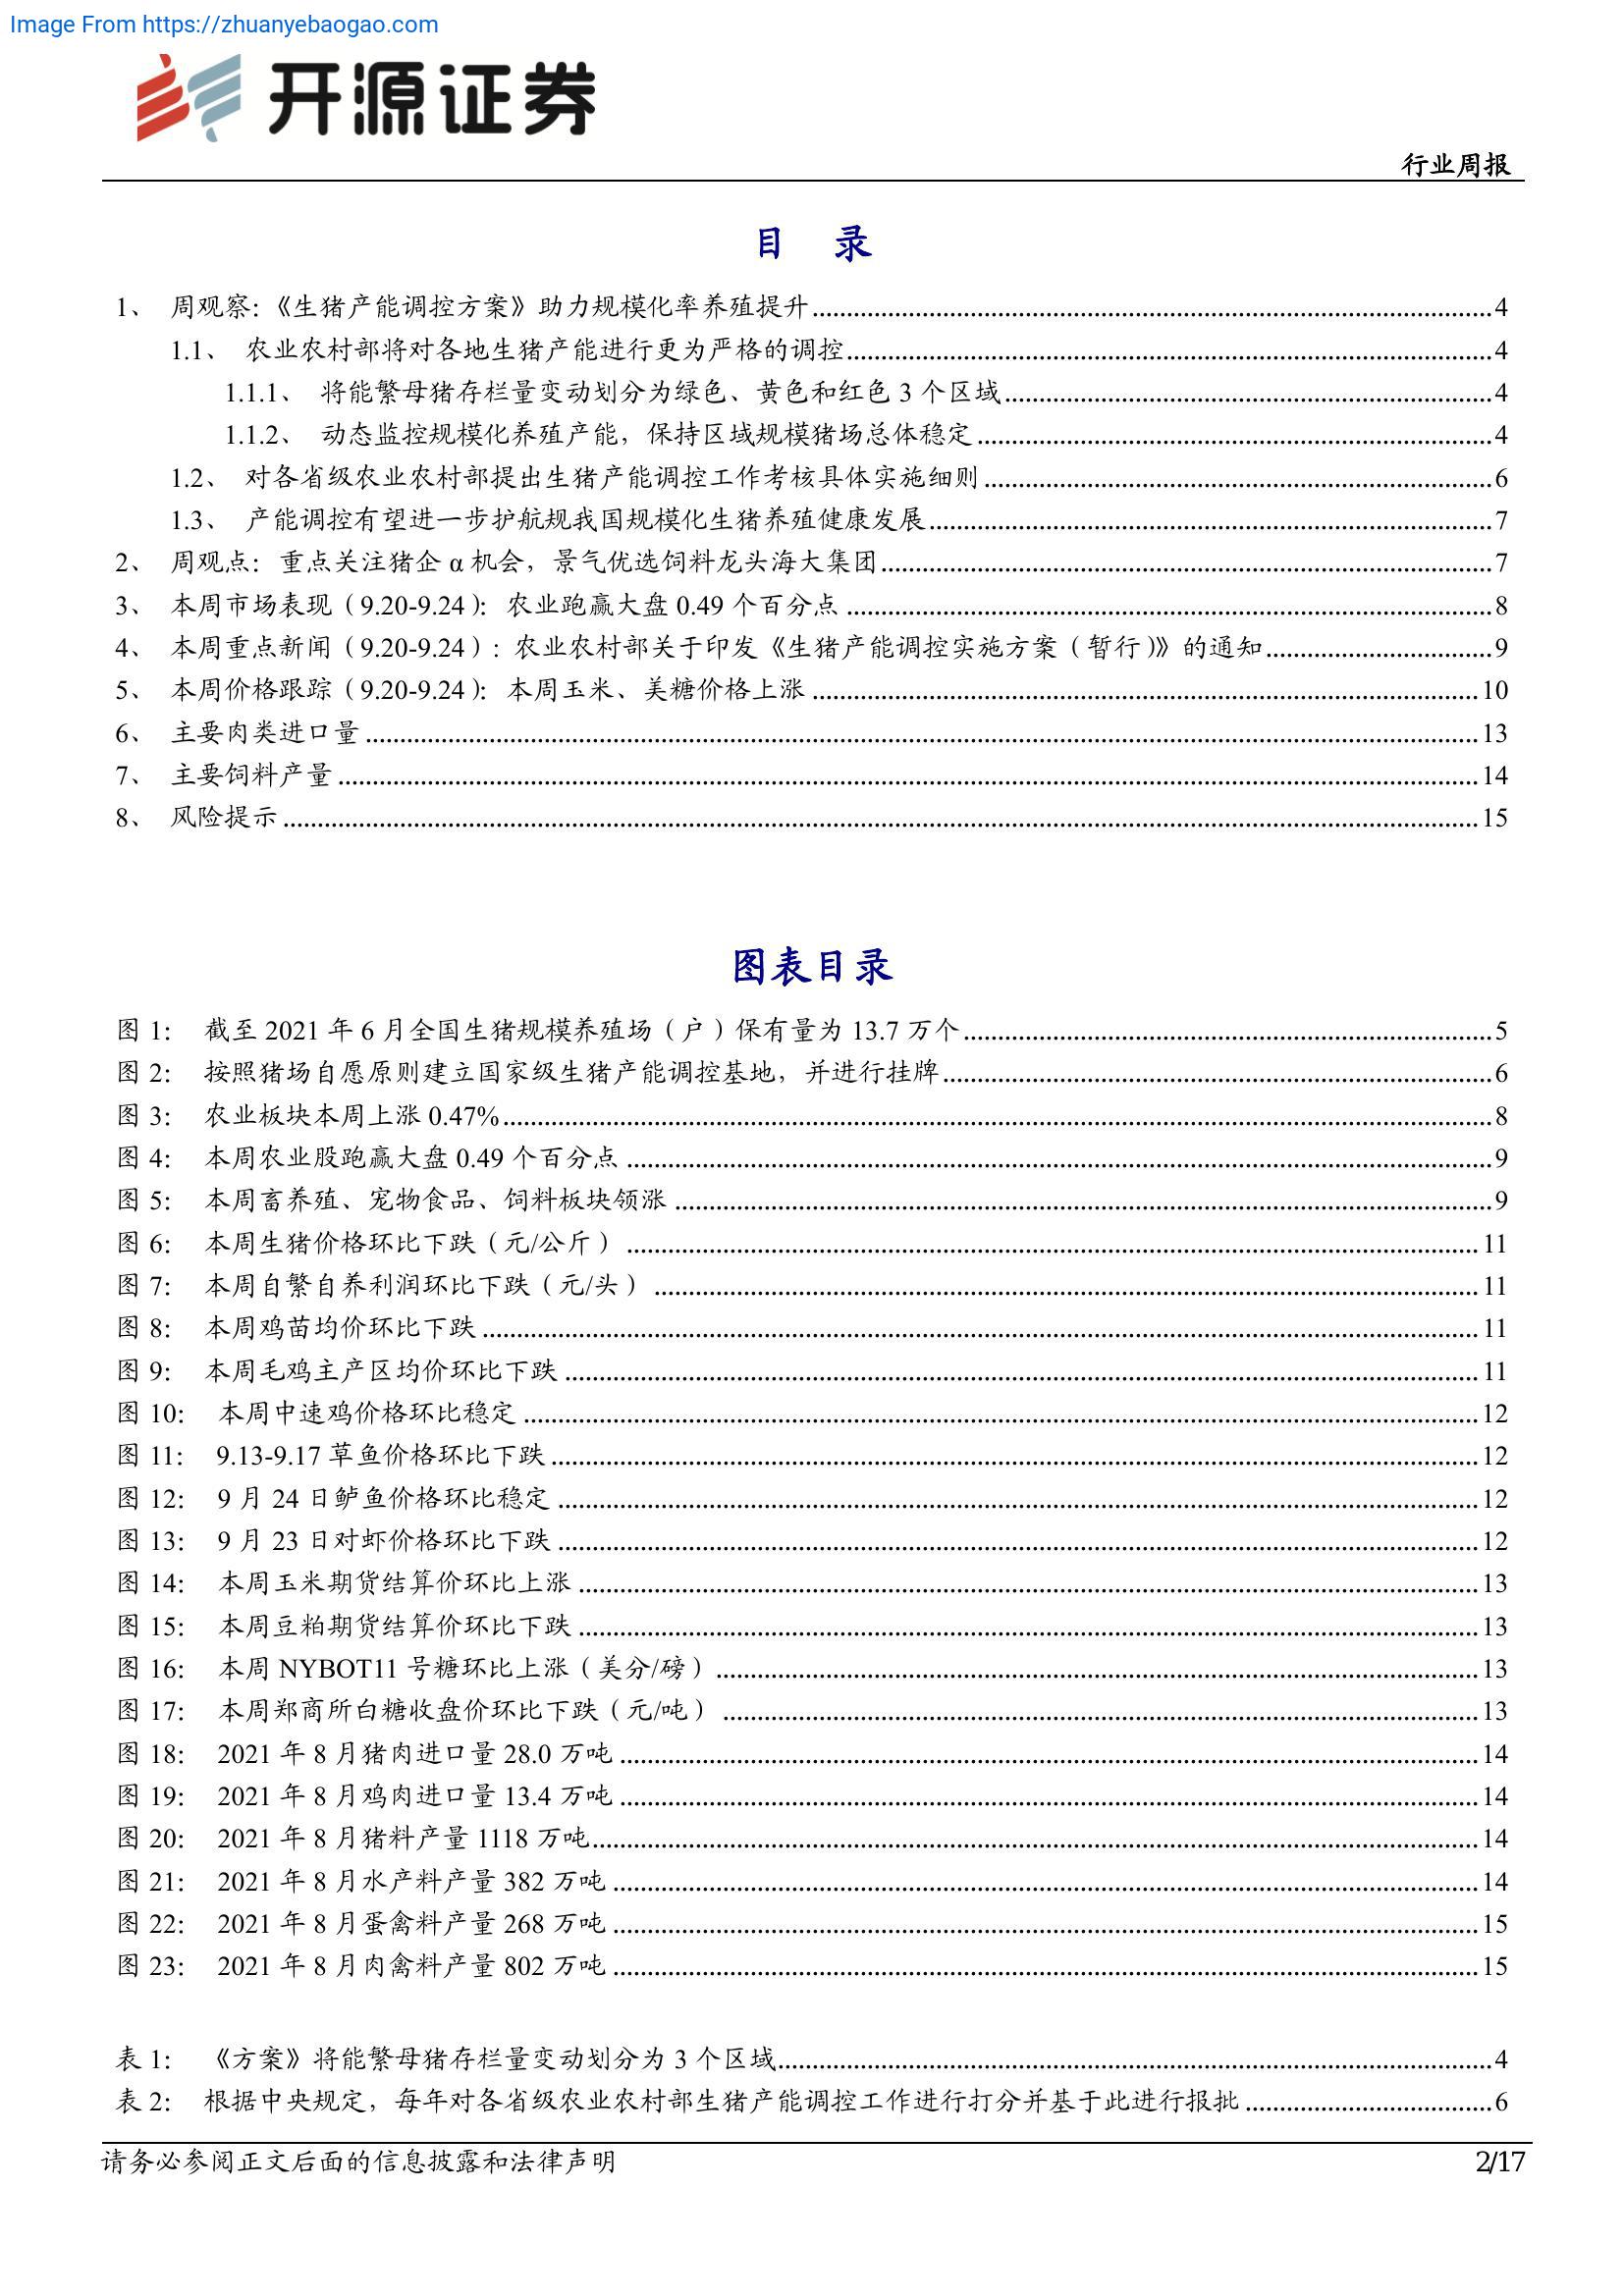 Image From https://zhuanyebaogao.com
开源证券
行业周报
目 录
1、 周观察：《生猪产能调控方案》助力规模化率养殖提升 4
1.1、 农业农村部将对各地生猪产能进行更为严格的调控 4
1.1.1、 将能繁母猪存栏量变动划分为绿色、黄色和红色 3 个区域 4
1.1.2、 动态监控规模化养殖产能，保持区域规模猪场总体稳定 4
1.2、 对各省级农业农村部提出生猪产能调控工作考核具体实施细则 6
1.3、 产能调控有望进一步护航规我国规模化生猪养殖健康发展 7
2、 周观点：重点关注猪企 α 机会，景气优选饲料龙头海大集团 7
3、 本周市场表现（9.20-9.24）：农业跑赢大盘 0.49 个百分点 8
4、 本周重点新闻（9.20-9.24）：农业农村部关于印发《生猪产能调控实施方案（暂行）》的通知 9
5、 本周价格跟踪（9.20-9.24）：本周玉米、美糖价格上涨 10
6、 主要肉类进口量 13
7、 主要饲料产量 14
8、 风险提示 15
图表目录
图 1： 截至 2021 年 6 月全国生猪规模养殖场（户）保有量为 13.7 万个 5
图 2： 按照猪场自愿原则建立国家级生猪产能调控基地，并进行挂牌 6
图 3： 农业板块本周上涨 0.47% 8
图 4： 本周农业股跑赢大盘 0.49 个百分点 9
图 5： 本周畜养殖、宠物食品、饲料板块领涨 9
图 6： 本周生猪价格环比下跌（元/公斤） 11
图 7： 本周自繁自养利润环比下跌（元/头） 11
图 8： 本周鸡苗均价环比下跌 11
图 9： 本周毛鸡主产区均价环比下跌 11
图 10： 本周中速鸡价格环比稳定 12
图 11： 9.13-9.17 草鱼价格环比下跌 12
图 12： 9 月 24 日鲈鱼价格环比稳定 12
图 13： 9 月 23 日对虾价格环比下跌 12
图 14： 本周玉米期货结算价环比上涨 13
图 15： 本周豆粕期货结算价环比下跌 13
图 16： 本周 NYBOT11 号糖环比上涨（美分/磅） 13
图 17： 本周郑商所白糖收盘价环比下跌（元/吨） 13
图 18： 2021 年 8 月猪肉进口量 28.0 万吨 14
图 19： 2021 年 8 月鸡肉进口量 13.4 万吨 14
图 20： 2021 年 8 月猪料产量 1118 万吨 14
图 21： 2021 年 8 月水产料产量 382 万吨 14
图 22： 2021 年 8 月蛋禽料产量 268 万吨 15
图 23： 2021 年 8 月肉禽料产量 802 万吨 15
表 1： 《方案》将能繁母猪存栏量变动划分为 3 个区域 4
表 2： 根据中央规定，每年对各省级农业农村部生猪产能调控工作进行打分并基于此进行报批 6
请务必参阅正文后面的信息披露和法律声明
2/17